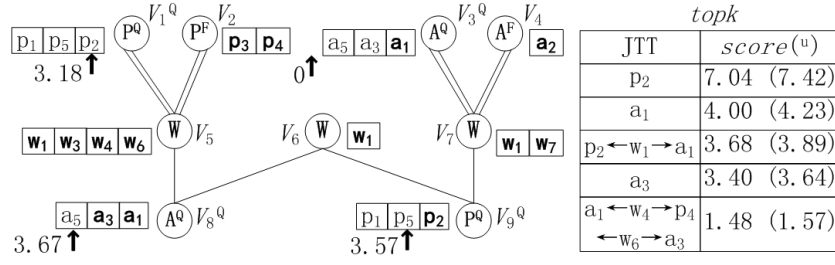 V₁Q V₂ V₃Q V₄
p₁ p₅ p₂ PQ PF p₃ p₄ a₅ a₃ a₁ AQ AF a₂
3.18 0
w₁ w₃ w₄ w₆ W V₅ V₆ W w₁ V₇ W w₁ w₇
a₅ a₃ a₁ AQ V₈Q p₁ p₅ p₂ PQ V₉Q
3.67 3.57
topk
JTT score(u)
p₂ 7.04 (7.42)
a₁ 4.00 (4.23)
p₂←w₁→a₁ 3.68 (3.89)
a₃ 3.40 (3.64)
a₁←w₄→p₄
←w₆→a₃ 1.48 (1.57)